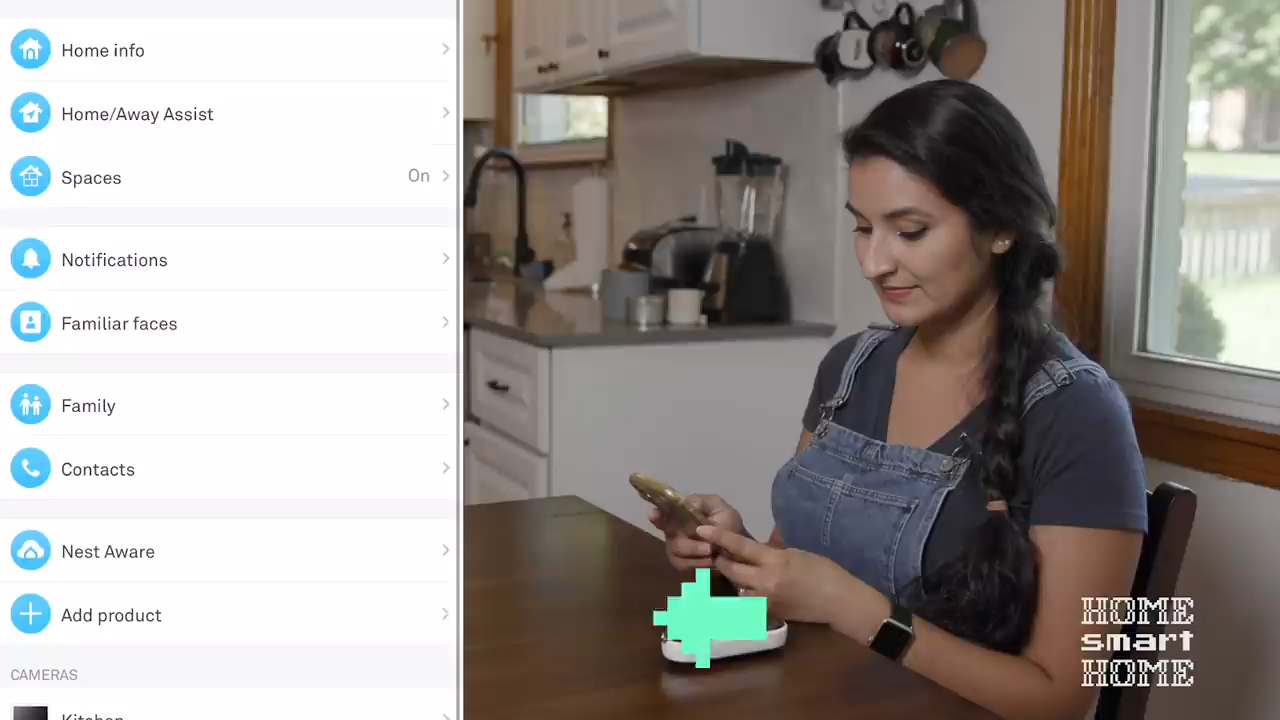 Home info
Home/Away Assist
Spaces
On
Notifications
Familiar faces
Family
Contacts
Nest Aware
Add product
CAMERAS
Kitchen
HOME
smart
HOME